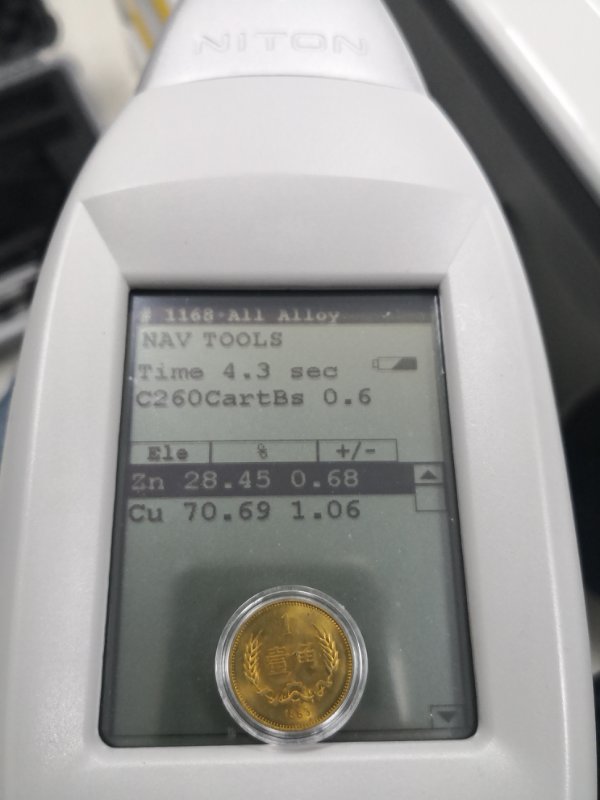 NITON
# 1168 All Alloy
NAV TOOLS
Time 4.3 sec
C260CartBs 0.6
Ele % +/-
Zn 28.45 0.68
Cu 70.69 1.06
1
壹角